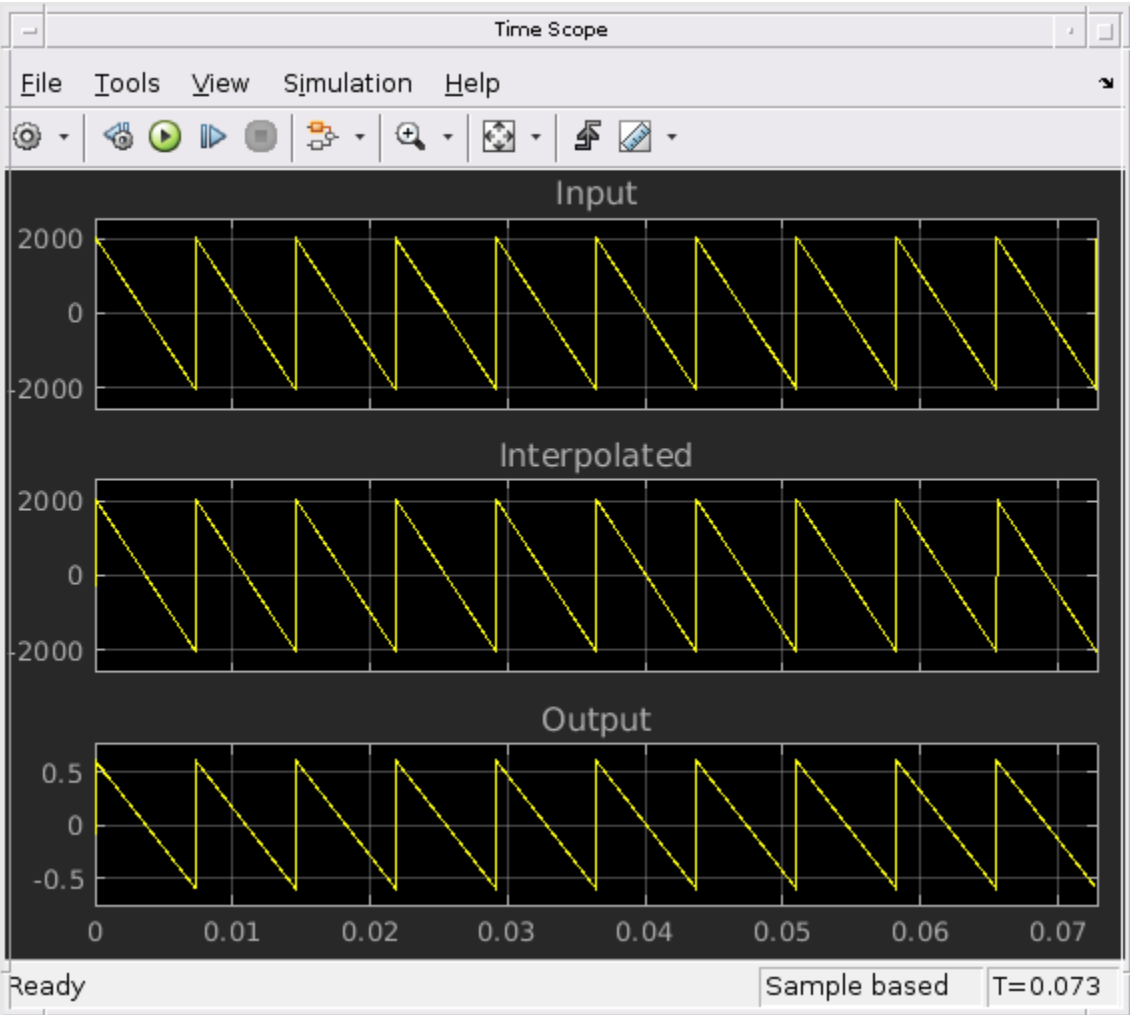 Time Scope
File Tools View Simulation Help
Input
2000
0
-2000
Interpolated
2000
0
-2000
Output
0.5
0
-0.5
0 0.01 0.02 0.03 0.04 0.05 0.06 0.07
Ready Sample based T=0.073